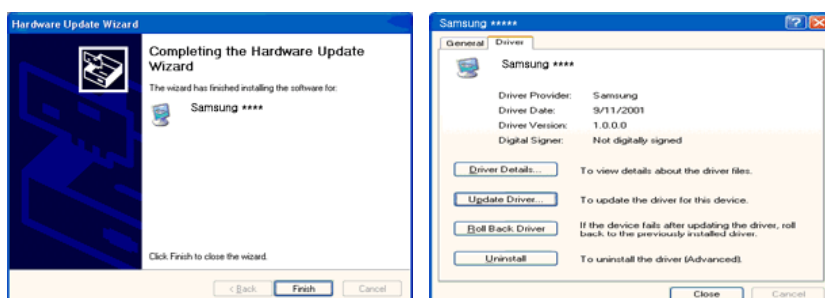 Hardware Update Wizard
Completing the Hardware Update
Wizard
The wizard has finished installing the software for:
Samsung ****
Click Finish to close the wizard.
< Back
Finish
Cancel
Samsung *****
General
Driver
Samsung ****
Driver Provider: Samsung
Driver Date: 9/11/2001
Driver Version: 1.0.0.0
Digital Signer: Not digitally signed
Driver Details... To view details about the driver files.
Update Driver... To update the driver for this device.
Roll Back Driver If the device fails after updating the driver, roll
back to the previously installed driver.
Uninstall To uninstall the driver (Advanced).
Close
Cancel